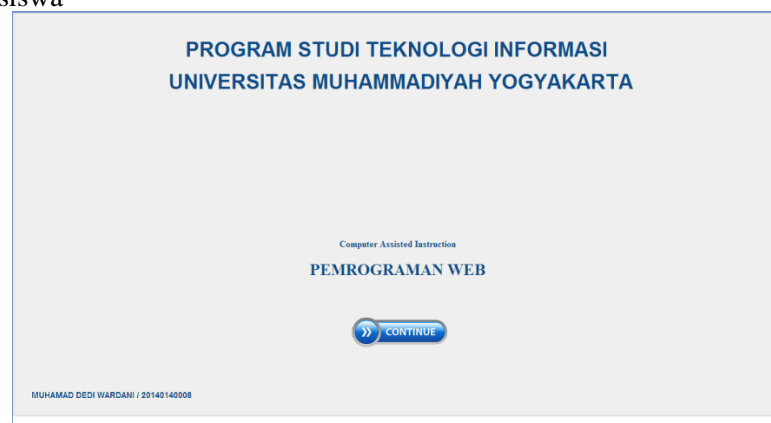 PROGRAM STUDI TEKNOLOGI INFORMASI
UNIVERSITAS MUHAMMADIYAH YOGYAKARTA
Computer Assisted Instruction
PEMROGRAMAN WEB
CONTINUE
MUHAMAD DEDI WARDANI / 20140140008